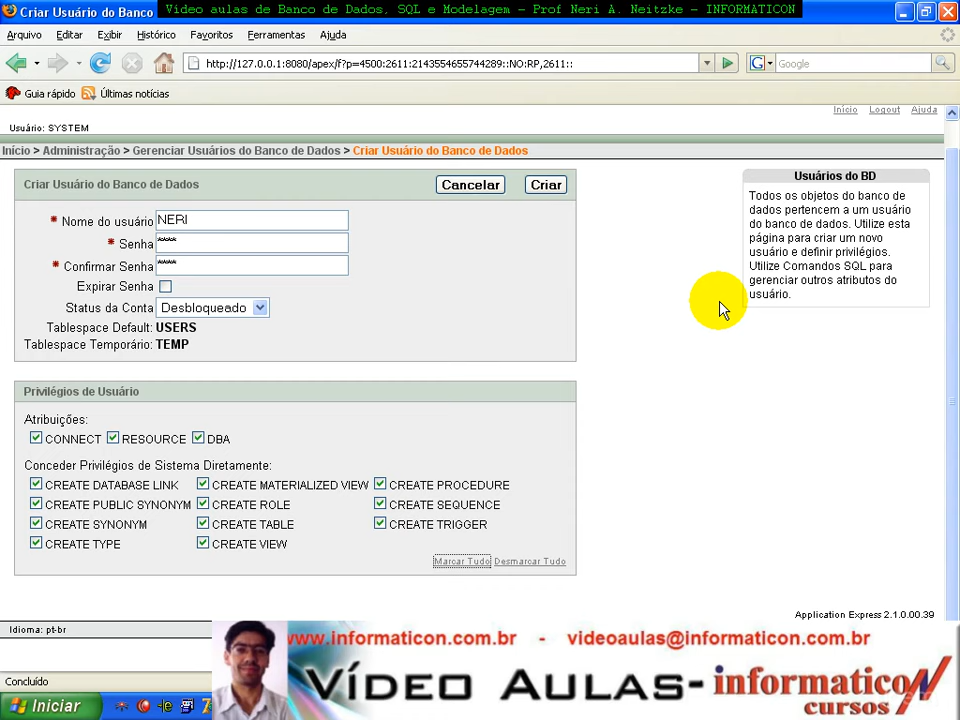 Criar Usuário do Banco
Vídeo aulas de Banco de Dados, SQL e Modelagem - Prof Neri A. Neitzke - INFORMATICON
Arquivo Editar Exibir Histórico Favoritos Ferramentas Ajuda
http://127.0.0.1:8080/apex/f?p=4500:2611:2143554655744289::NO:RP,2611::
Google
Guia rápido Últimas notícias
Início Logout Ajuda
Usuário: SYSTEM
Início > Administração > Gerenciar Usuários do Banco de Dados > Criar Usuário do Banco de Dados
Criar Usuário do Banco de Dados
Cancelar Criar
* Nome do usuário NERI
* Senha ****
* Confirmar Senha ****
Expirar Senha
Status da Conta Desbloqueado
Tablespace Default: USERS
Tablespace Temporário: TEMP
Usuários do BD
Todos os objetos do banco de
dados pertencem a um usuário
do banco de dados. Utilize esta
página para criar um novo
usuário e definir privilégios.
Utilize Comandos SQL para
gerenciar outros atributos do
usuário.
Privilégios de Usuário
Atribuições:
CONNECT RESOURCE DBA
Conceder Privilégios de Sistema Diretamente:
CREATE DATABASE LINK CREATE MATERIALIZED VIEW CREATE PROCEDURE
CREATE PUBLIC SYNONYM CREATE ROLE CREATE SEQUENCE
CREATE SYNONYM CREATE TABLE CREATE TRIGGER
CREATE TYPE CREATE VIEW
Marcar Tudo Desmarcar Tudo
Application Express 2.1.0.00.39
Idioma: pt-br
www.informaticon.com.br - videoaulas@informaticon.com.br
Concluído
Vídeo Aulas- informaticon
cursos
Iniciar